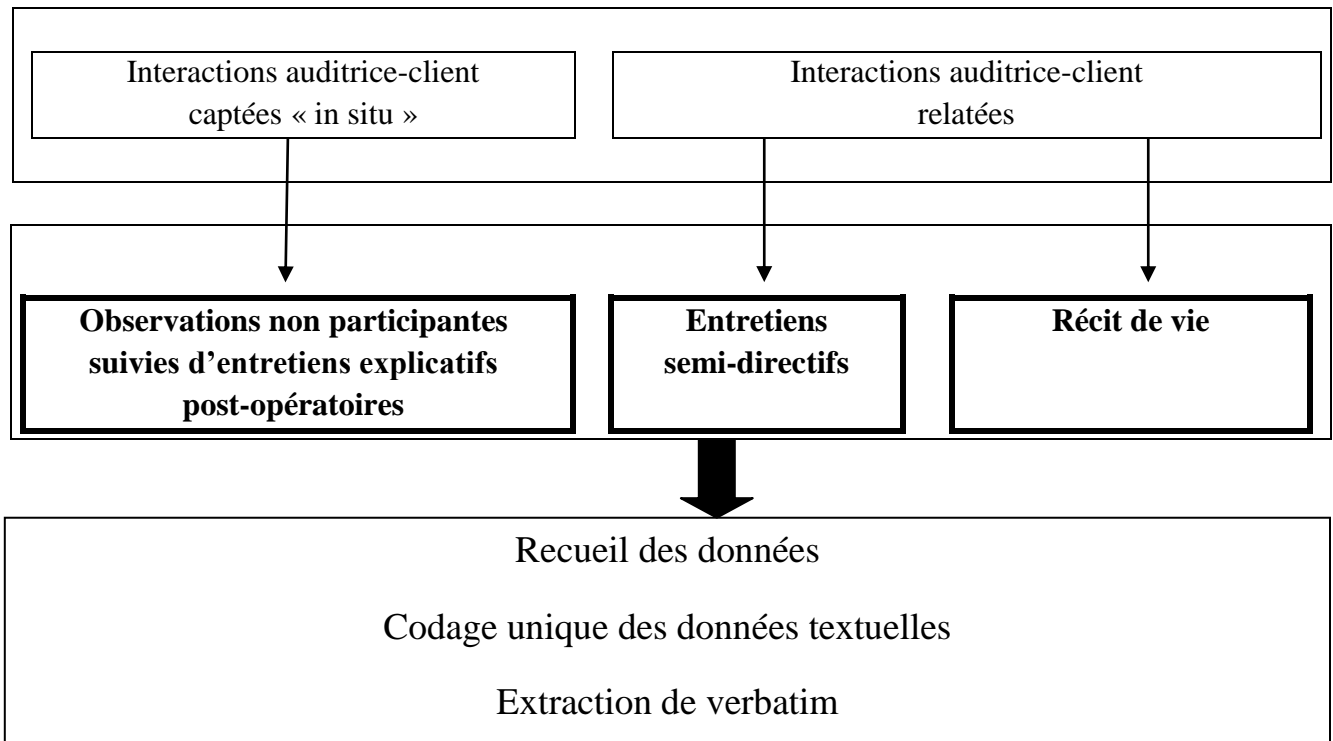 Interactions auditrice-client
captées « in situ »
Interactions auditrice-client
relatées
Observations non participantes
suivies d’entretiens explicatifs
post-opératoires
Entretiens
semi-directifs
Récit de vie
Recueil des données
Codage unique des données textuelles
Extraction de verbatim